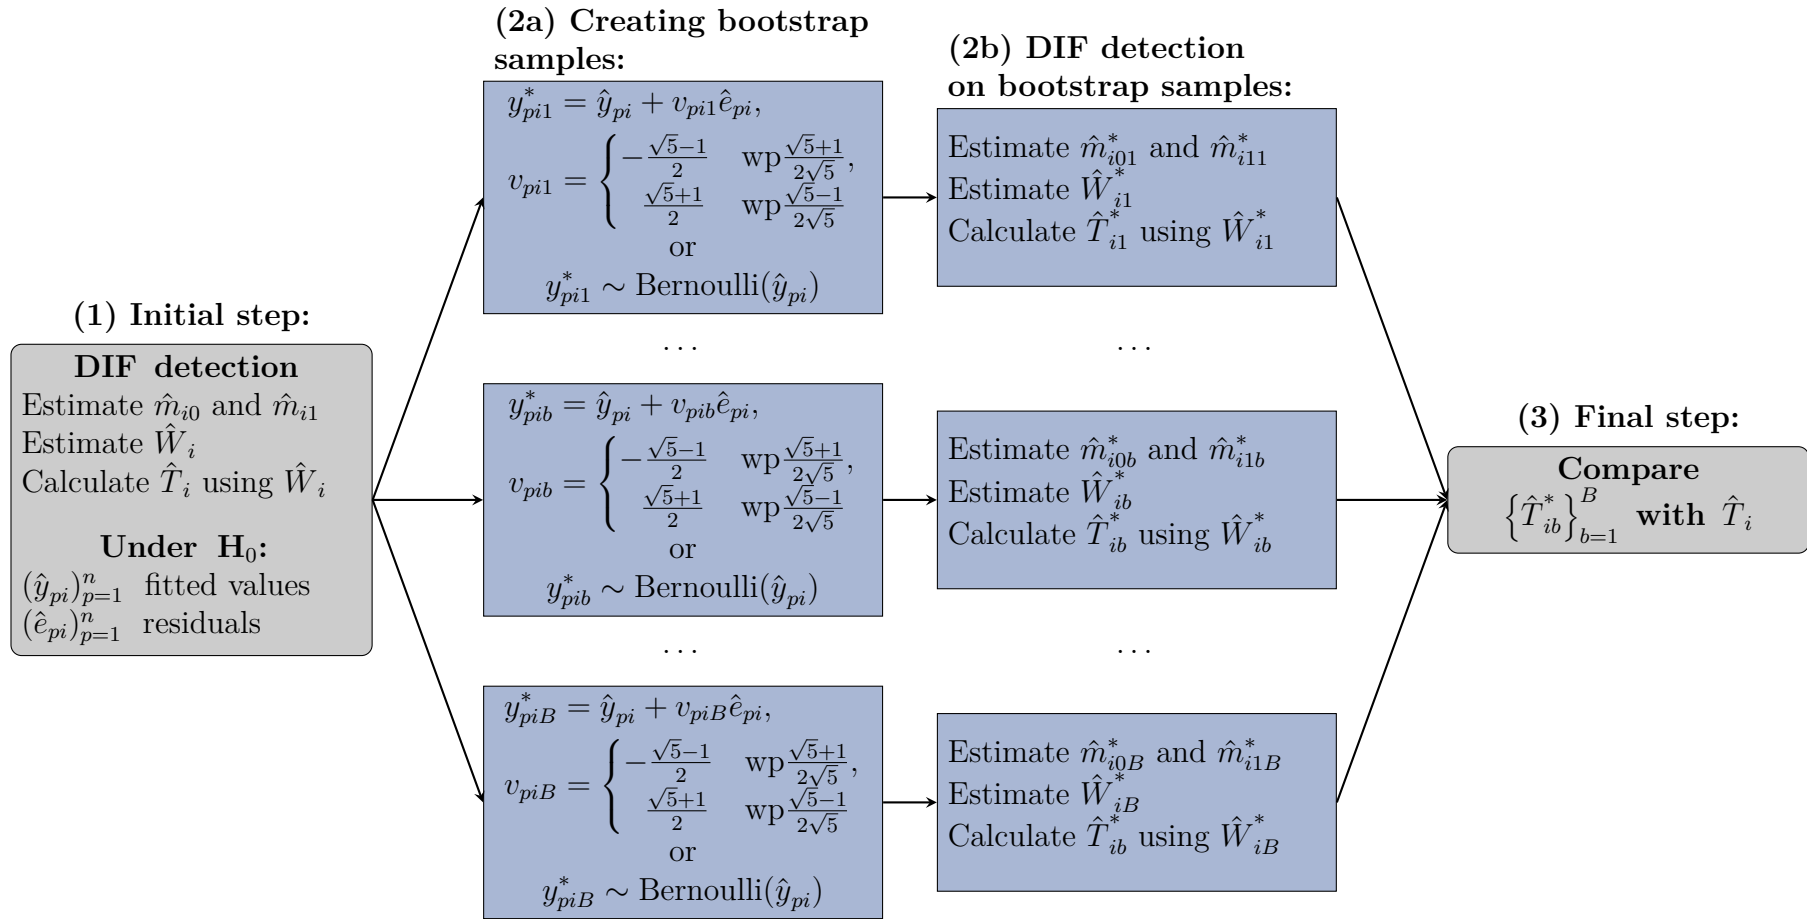 (1) Initial step:
DIF detection
Estimate m̂_{i0} and m̂_{i1}
Estimate Ŵ_i
Calculate T̂_i using Ŵ_i
Under H_0:
(ŷ_{pi})_{p=1}^n fitted values
(ê_{pi})_{p=1}^n residuals
(2a) Creating bootstrap
samples:
y*_{pi1} = ŷ_{pi} + v_{pi1}ê_{pi},
v_{pi1} = { −(√5−1)/2 wp (√5+1)/(2√5),
(√5+1)/2 wp (√5−1)/(2√5)
or
y*_{pi1} ∼ Bernoulli(ŷ_{pi})
...
y*_{pib} = ŷ_{pi} + v_{pib}ê_{pi},
v_{pib} = { −(√5−1)/2 wp (√5+1)/(2√5),
(√5+1)/2 wp (√5−1)/(2√5)
or
y*_{pib} ∼ Bernoulli(ŷ_{pi})
...
y*_{piB} = ŷ_{pi} + v_{piB}ê_{pi},
v_{piB} = { −(√5−1)/2 wp (√5+1)/(2√5),
(√5+1)/2 wp (√5−1)/(2√5)
or
y*_{piB} ∼ Bernoulli(ŷ_{pi})
(2b) DIF detection
on bootstrap samples:
Estimate m̂*_{i01} and m̂*_{i11}
Estimate Ŵ*_{i1}
Calculate T̂*_{i1} using Ŵ*_{i1}
...
Estimate m̂*_{i0b} and m̂*_{i1b}
Estimate Ŵ*_{ib}
Calculate T̂*_{ib} using Ŵ*_{ib}
...
Estimate m̂*_{i0B} and m̂*_{i1B}
Estimate Ŵ*_{iB}
Calculate T̂*_{ib} using Ŵ*_{iB}
(3) Final step:
Compare
{T̂*_{ib}}_{b=1}^B with T̂_i